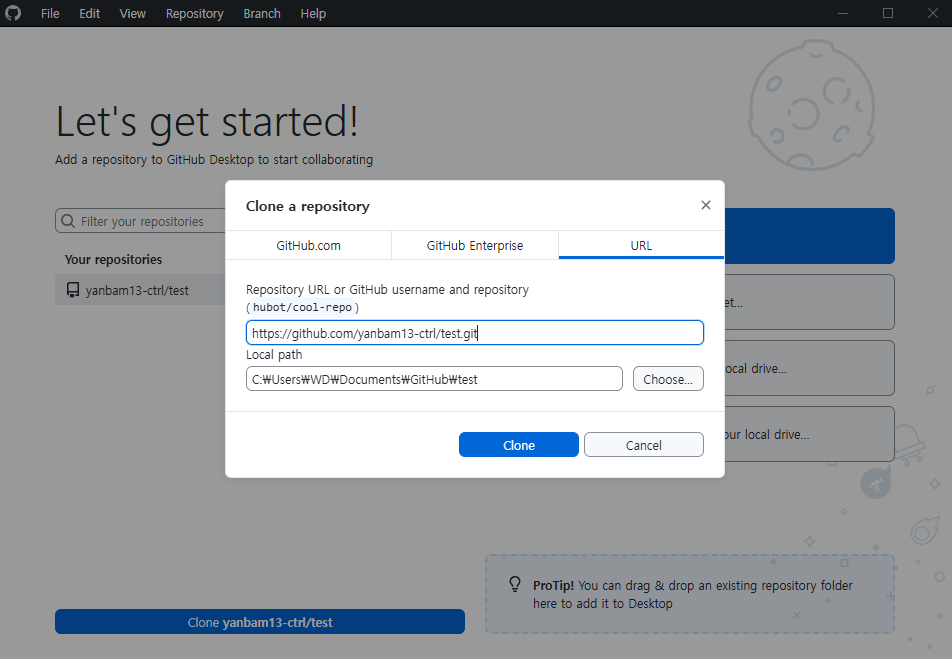 File Edit View Repository Branch Help
Let's get started!
Add a repository to GitHub Desktop to start collaborating
Filter your repositories
Your repositories
yanbam13-ctrl/test
Clone a repository
GitHub.com GitHub Enterprise URL
Repository URL or GitHub username and repository
(hubot/cool-repo)
https://github.com/yanbam13-ctrl/test.git
Local path
C:₩Users₩WD₩Documents₩GitHub₩test
Choose...
Clone Cancel
local drive...
your local drive...
ProTip! You can drag & drop an existing repository folder
here to add it to Desktop
Clone yanbam13-ctrl/test